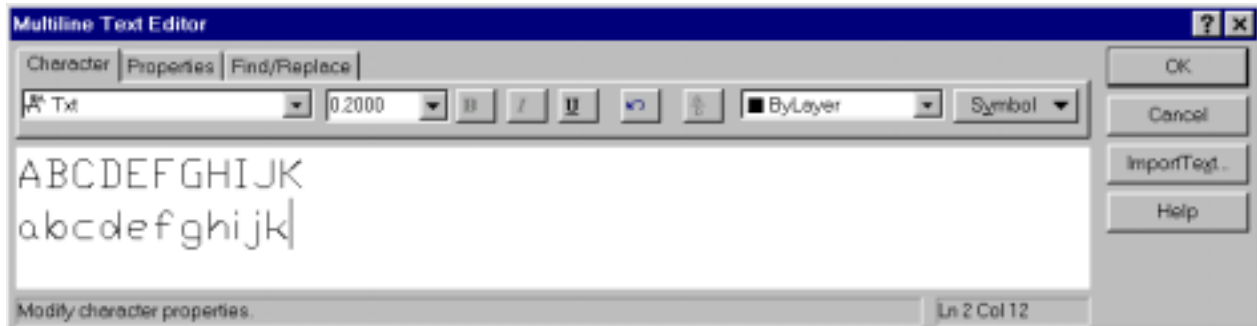 Multiline Text Editor ? ×
Character Properties Find/Replace OK
Txt 0.2000 B I U ByLayer Symbol Cancel
ABCDEFGHIJK ImportText...
abcdefghijk Help
Modify character properties. Ln 2 Col 12